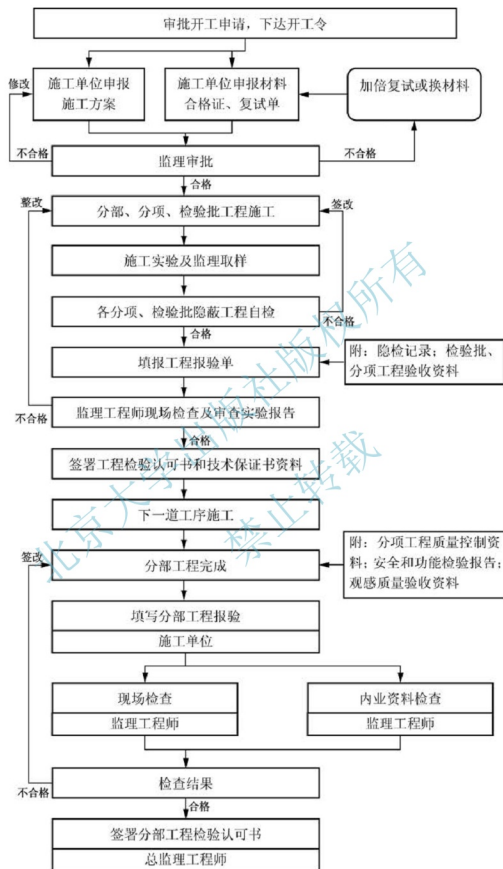 审批开工申请，下达开工令
修改
施工单位申报
施工方案
施工单位申报材料
合格证、复试单
加倍复试或换材料
不合格
监理审批
不合格
合格
整改
分部、分项、检验批工程施工
签改
施工实验及监理取样
各分项、检验批隐蔽工程自检
不合格
合格
填报工程报验单
附：隐检记录；检验批、
分项工程验收资料
监理工程师现场检查及审查实验报告
不合格
合格
签署工程检验认可书和技术保证书资料
下一道工序施工
签改
分部工程完成
附：分项工程质量控制资
料；安全和功能检验报告；
观感质量验收资料
填写分部工程报验
施工单位
现场检查
监理工程师
内业资料检查
监理工程师
检查结果
不合格
合格
签署分部工程检验认可书
总监理工程师
北京大学出版社版权所有
禁止转载